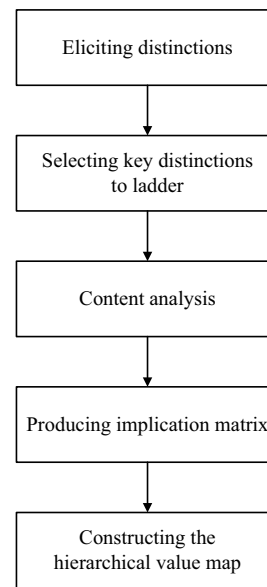 Eliciting distinctions
Selecting key distinctions
to ladder
Content analysis
Producing implication matrix
Constructing the
hierarchical value map